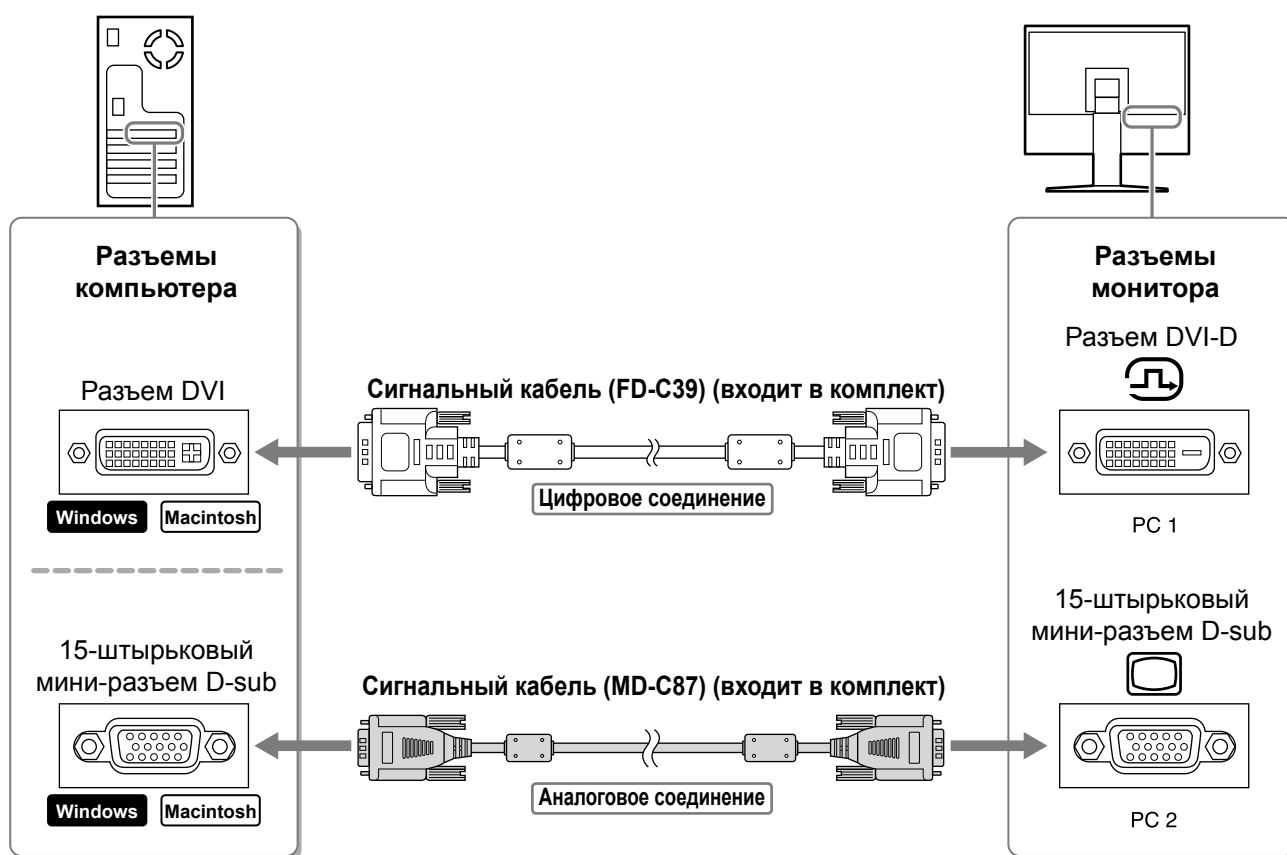 Разъемы
компьютера
Разъем DVI
Windows
Macintosh
15-штырьковый
мини-разъем D-sub
Windows
Macintosh
Сигнальный кабель (FD-C39) (входит в комплект)
Цифровое соединение
Сигнальный кабель (MD-C87) (входит в комплект)
Аналоговое соединение
Разъемы
монитора
Разъем DVI-D
PC 1
15-штырьковый
мини-разъем D-sub
PC 2